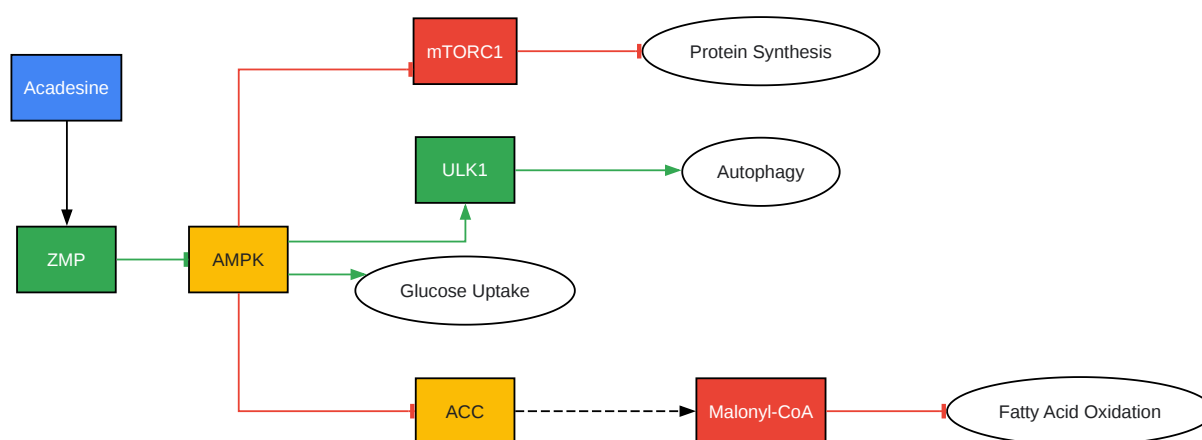 mTORC1
Protein Synthesis
Acadesine
ULK1
Autophagy
ZMP
AMPK
Glucose Uptake
ACC
Malonyl-CoA
Fatty Acid Oxidation